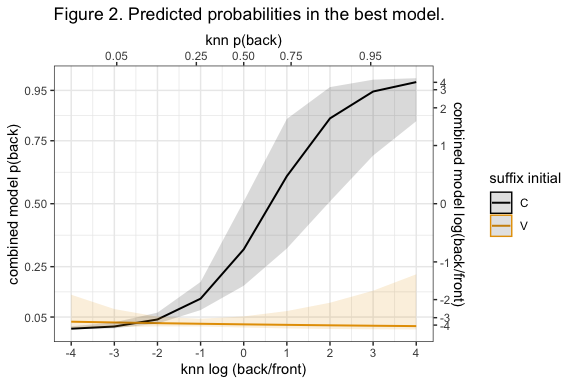 Figure 2. Predicted probabilities in the best model.
knn p(back)
0.05 0.25 0.50 0.75 0.95
combined model p(back)
0.95
0.75
0.50
0.25
0.05
4
3
2
1
0
-1
-2
-3
-4
combined model log(back/front)
-4 -3 -2 -1 0 1 2 3 4
knn log (back/front)
suffix initial
C
V